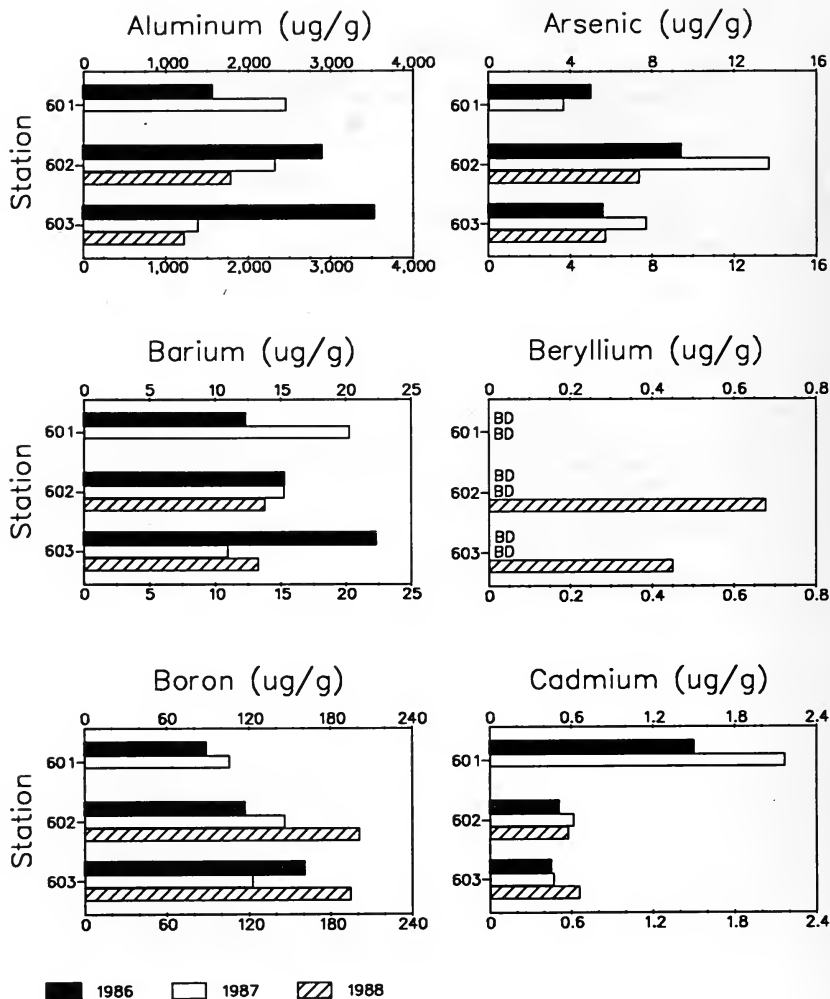 Aluminum (ug/g)
0 1,000 2,000 3,000 4,000
Station
601
602
603
0 1,000 2,000 3,000 4,000
Arsenic (ug/g)
0 4 8 12 16
601
602
603
0 4 8 12 16
Barium (ug/g)
0 5 10 15 20 25
Station
601
602
603
0 5 10 15 20 25
Beryllium (ug/g)
0 0.2 0.4 0.6 0.8
601 BD
BD
602 BD
BD
603 BD
BD
0 0.2 0.4 0.6 0.8
Boron (ug/g)
0 60 120 180 240
Station
601
602
603
0 60 120 180 240
Cadmium (ug/g)
0 0.6 1.2 1.8 2.4
601
602
603
0 0.6 1.2 1.8 2.4
1986 1987 1988